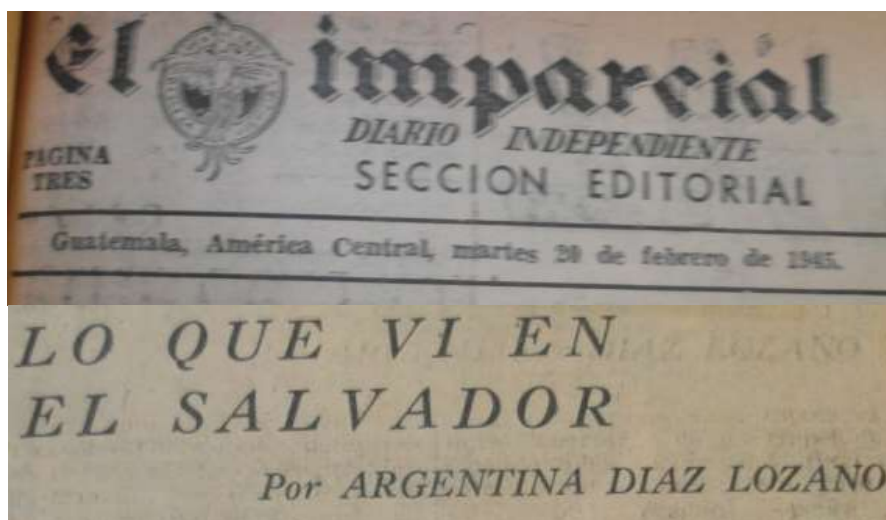 El imparcial
DIARIO INDEPENDIENTE
PAGINA
TRES
SECCION EDITORIAL
Guatemala, América Central, martes 20 de febrero de 1945.
LO QUE VI EN
EL SALVADOR
Por ARGENTINA DIAZ LOZANO